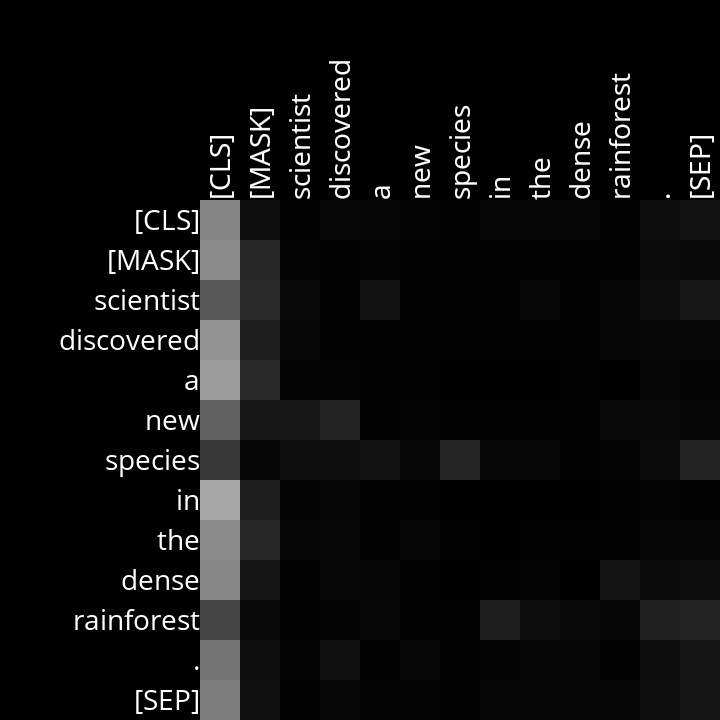 [CLS]
[MASK]
scientist
discovered
a
new
species
in
the
dense
rainforest
.
[SEP]
[CLS]
[MASK]
scientist
discovered
a
new
species
in
the
dense
rainforest
.
[SEP]